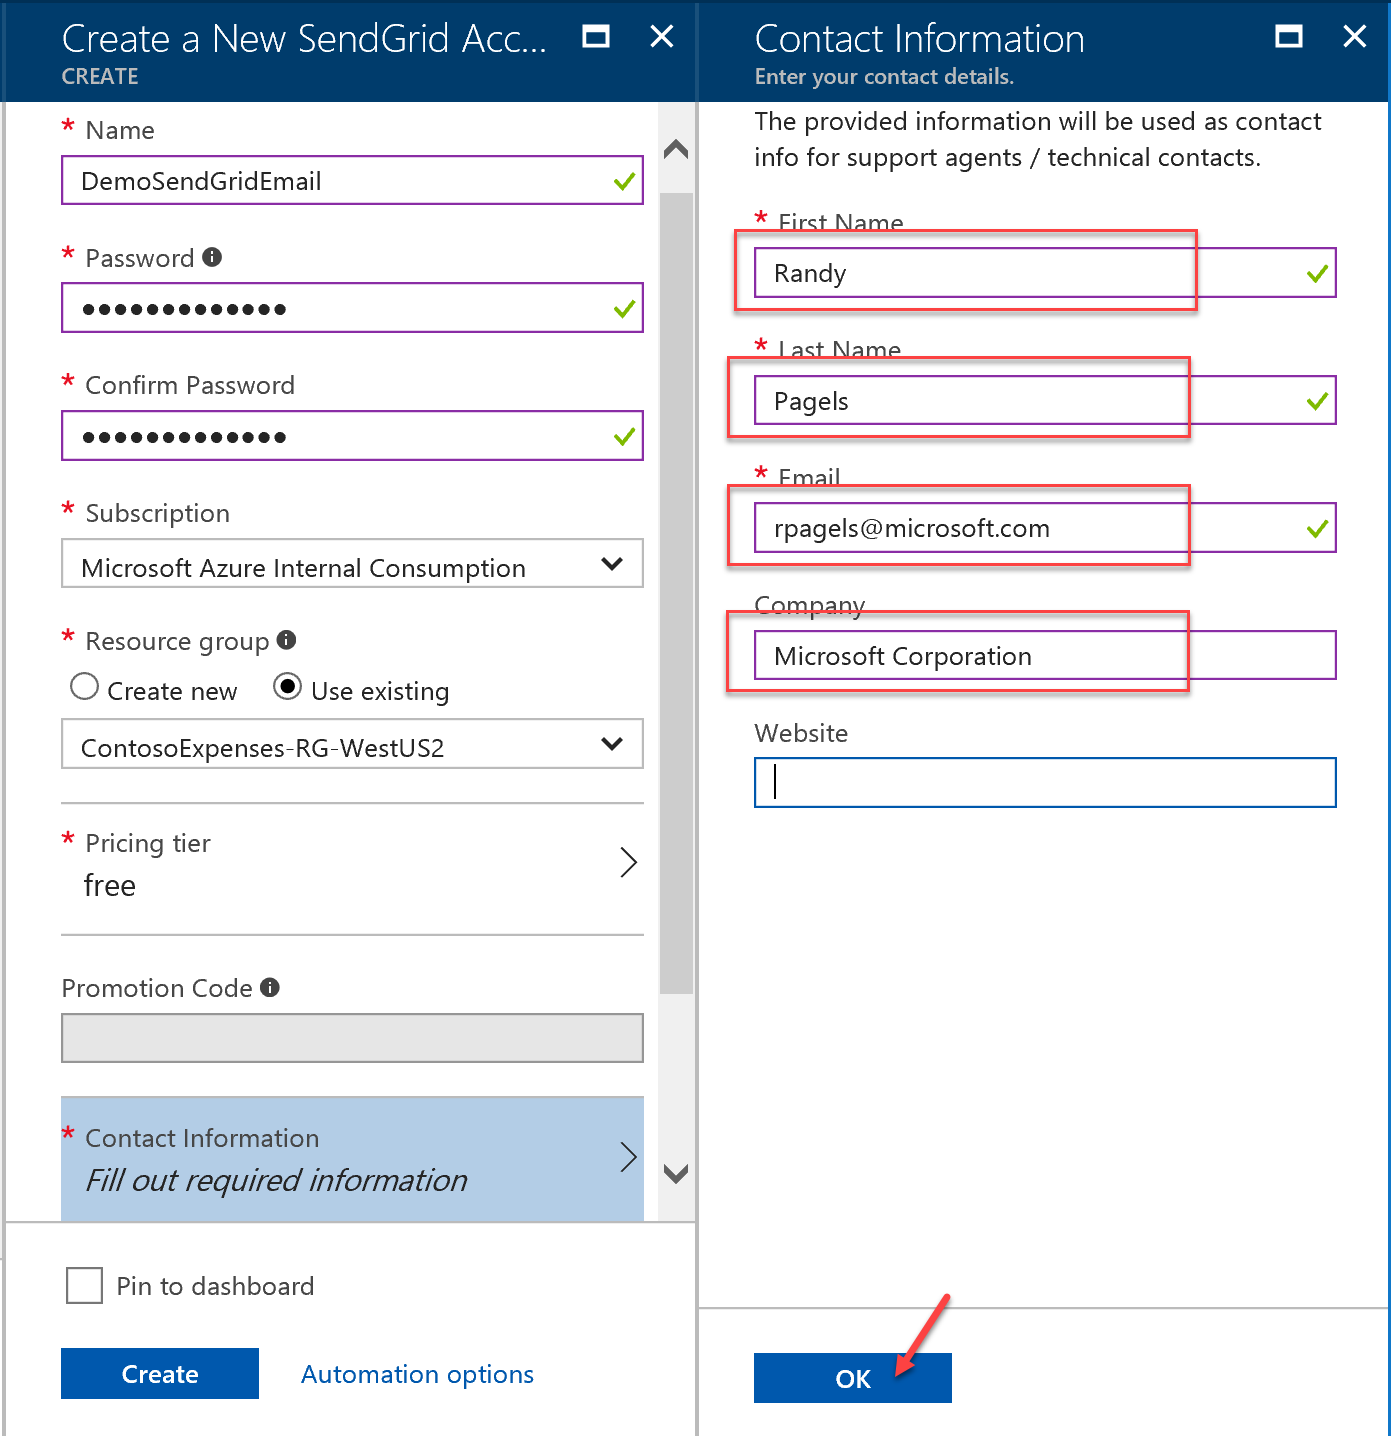 Create a New SendGrid Acc...
CREATE
* Name
DemoSendGridEmail
* Password
●●●●●●●●●●●●●
* Confirm Password
●●●●●●●●●●●●●
* Subscription
Microsoft Azure Internal Consumption
* Resource group
Create new Use existing
ContosoExpenses-RG-WestUS2
* Pricing tier
free
Promotion Code
* Contact Information
Fill out required information
Pin to dashboard
Create Automation options
Contact Information
Enter your contact details.
The provided information will be used as contact
info for support agents / technical contacts.
* First Name
Randy
* Last Name
Pagels
* Email
rpagels@microsoft.com
Company
Microsoft Corporation
Website
OK